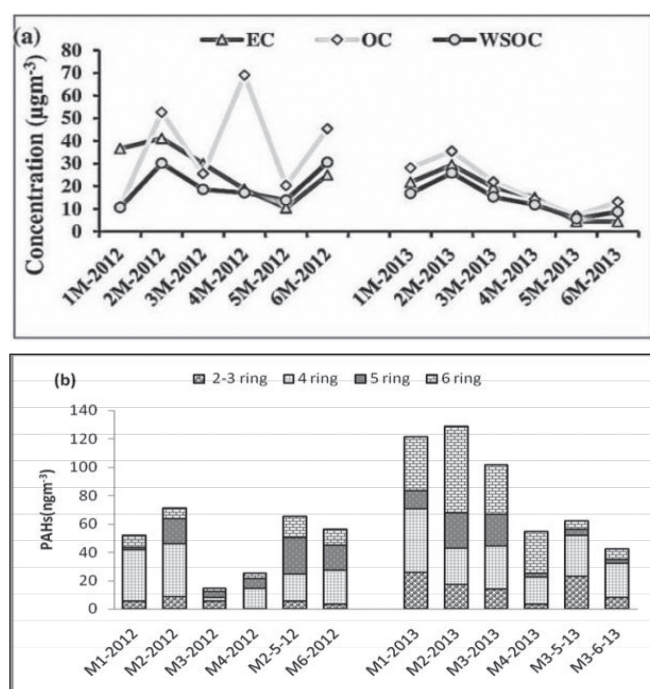 (a)
EC OC WSOC
Concentration (µgm-3)
80
70
60
50
40
30
20
10
0
1M-2012
2M-2012
3M-2012
4M-2012
5M-2012
6M-2012
1M-2013
2M-2013
3M-2013
4M-2013
5M-2013
6M-2013
(b)
2-3 ring 4 ring 5 ring 6 ring
PAHs(ngm-3)
140
120
100
80
60
40
20
0
M1-2012
M2-2012
M3-2012
M4-2012
M2-5-12
M6-2012
M1-2013
M2-2013
M3-2013
M4-2013
M3-5-13
M3-6-13